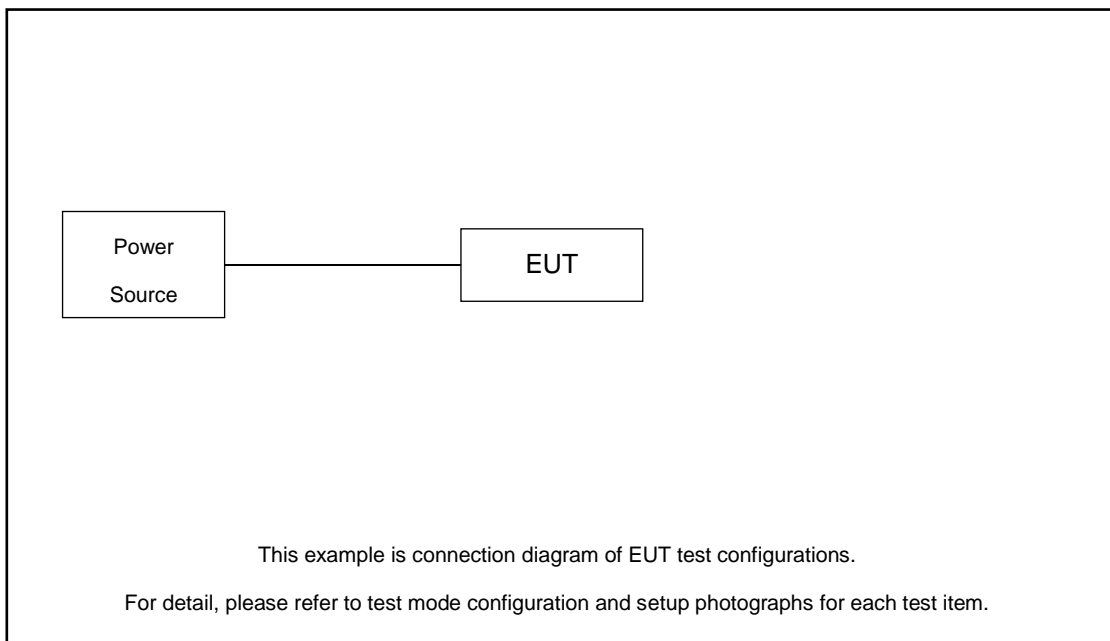 Power
Source
EUT
This example is connection diagram of EUT test configurations.
For detail, please refer to test mode configuration and setup photographs for each test item.